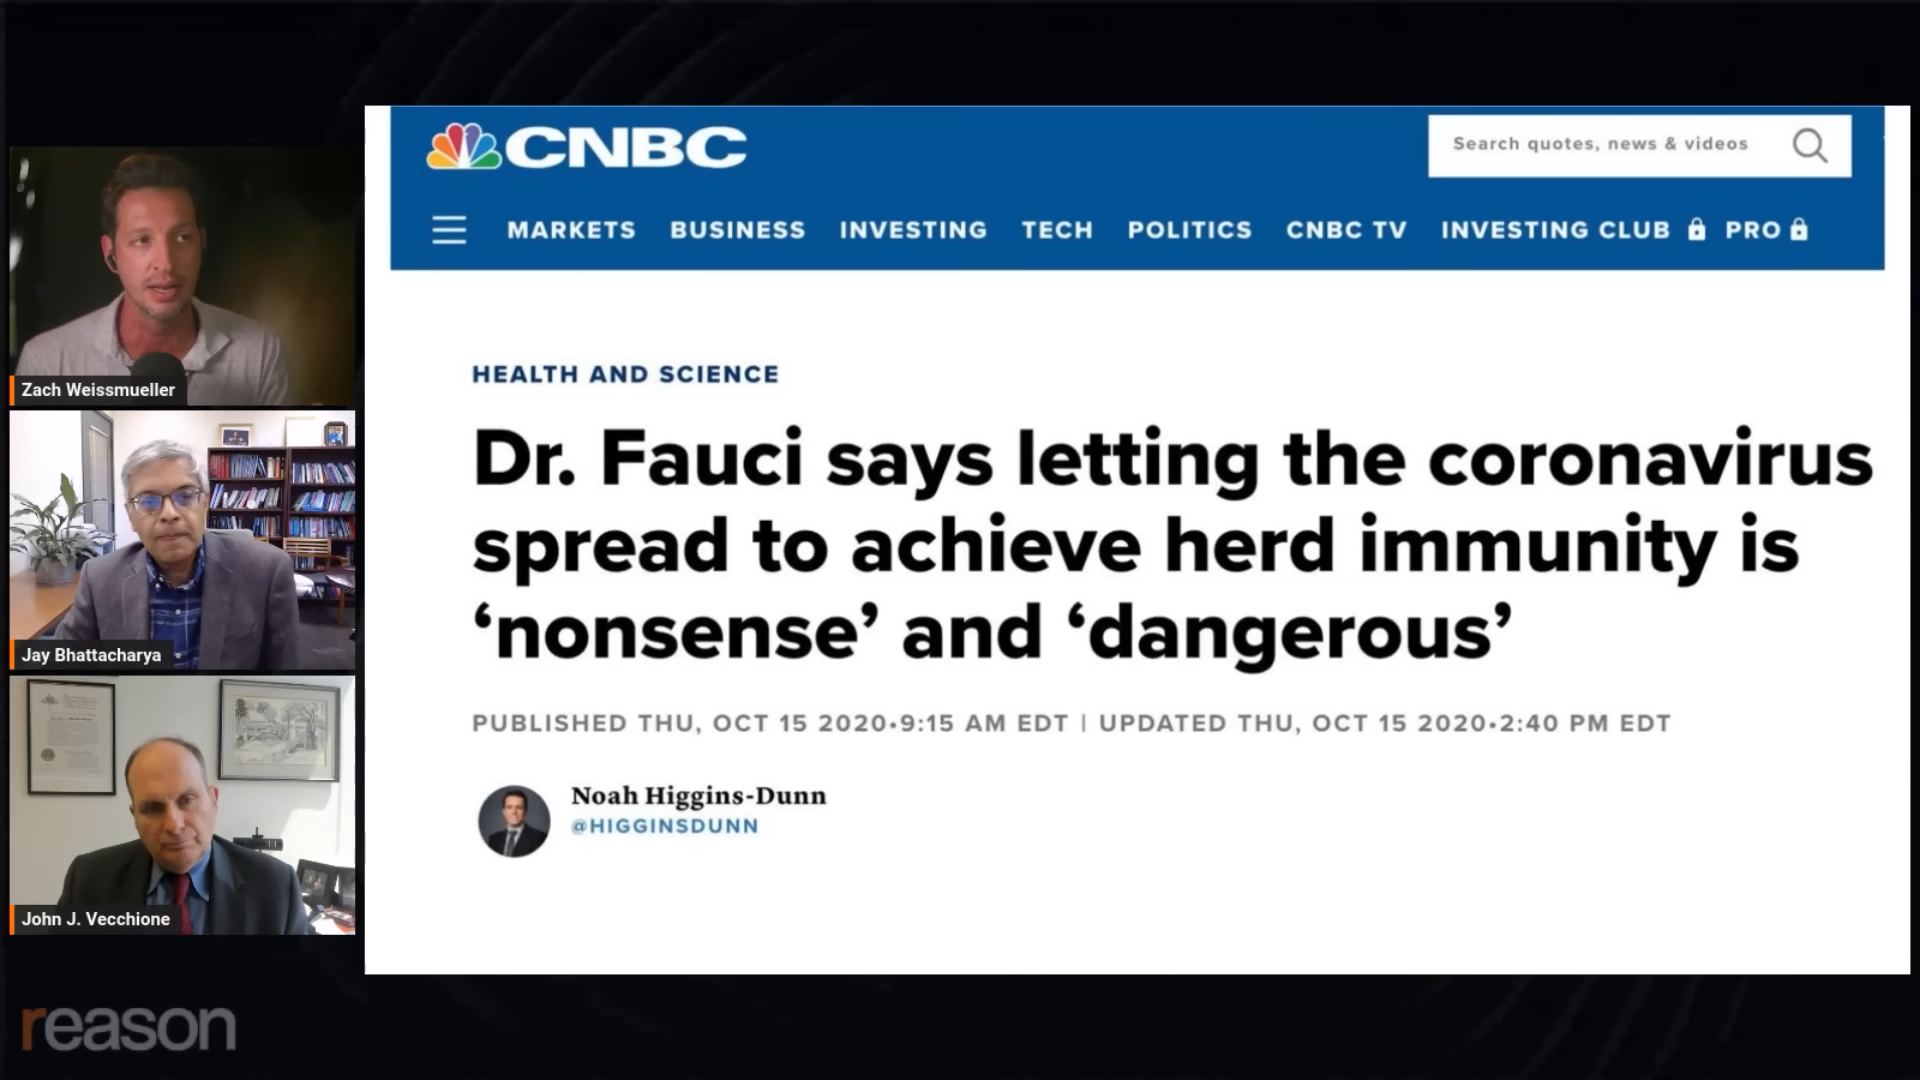 CNBC
Search quotes, news & videos
MARKETS BUSINESS INVESTING TECH POLITICS CNBC TV INVESTING CLUB PRO
HEALTH AND SCIENCE
Dr. Fauci says letting the coronavirus
spread to achieve herd immunity is
‘nonsense’ and ‘dangerous’
PUBLISHED THU, OCT 15 2020•9:15 AM EDT | UPDATED THU, OCT 15 2020•2:40 PM EDT
Noah Higgins-Dunn
@HIGGINSDUNN
Zach Weissmueller
Jay Bhattacharya
John J. Vecchione
reason